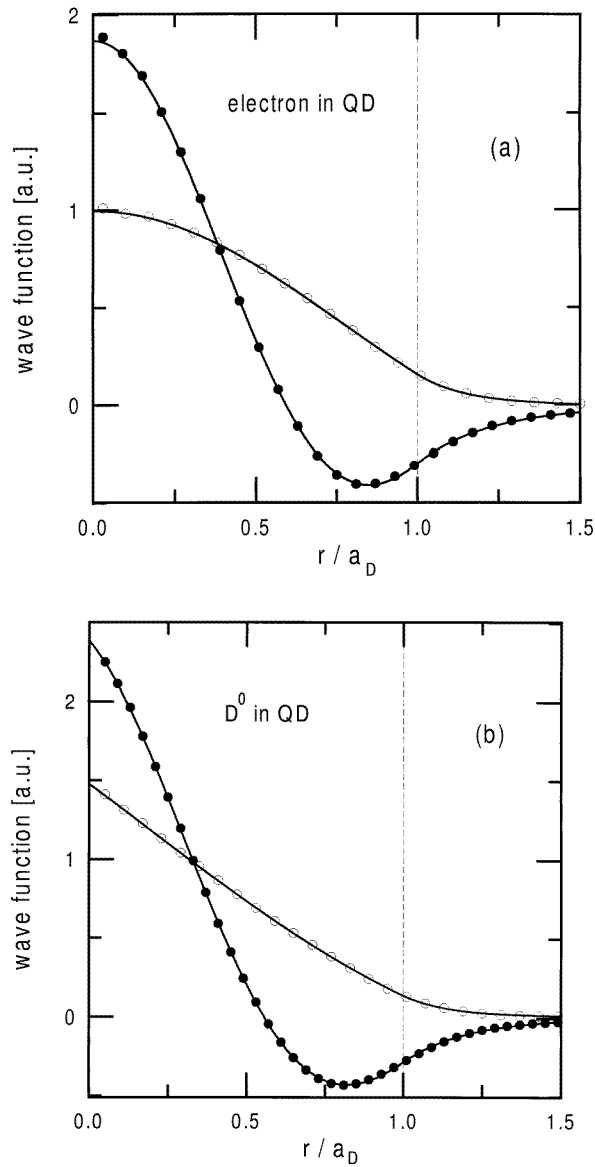 2
electron in QD
(a)
1
0
wave function [a.u.]
0.0 0.5 1.0 1.5
r / a_D
2
D^0 in QD
(b)
1
0
wave function [a.u.]
0.0 0.5 1.0 1.5
r / a_D